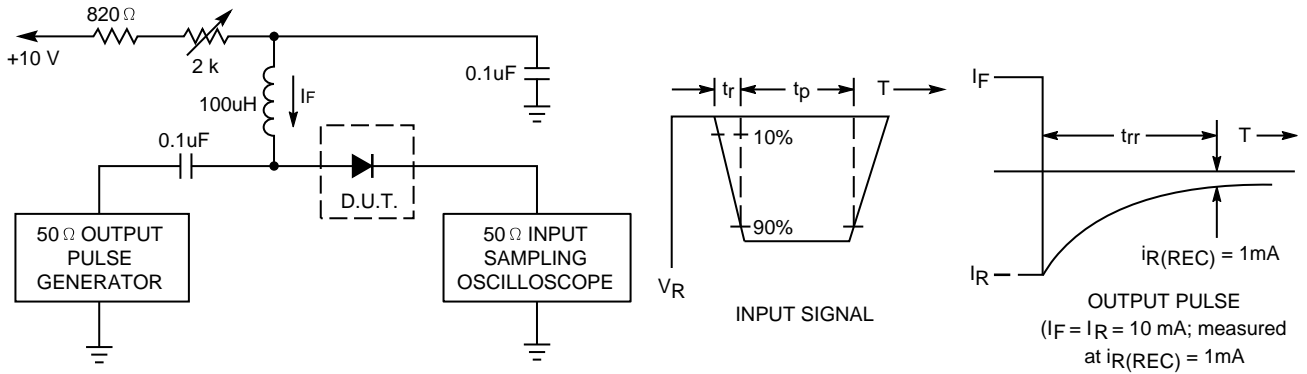 820 Ω
+10 V
2 k
0.1uF
100uH
IF
0.1uF
D.U.T.
50 Ω OUTPUT
PULSE
GENERATOR
50 Ω INPUT
SAMPLING
OSCILLOSCOPE
tr
tp
T
10%
90%
VR
INPUT SIGNAL
IF
trr
T
IR
iR(REC) = 1mA
OUTPUT PULSE
(IF = IR = 10 mA; measured
at iR(REC) = 1mA